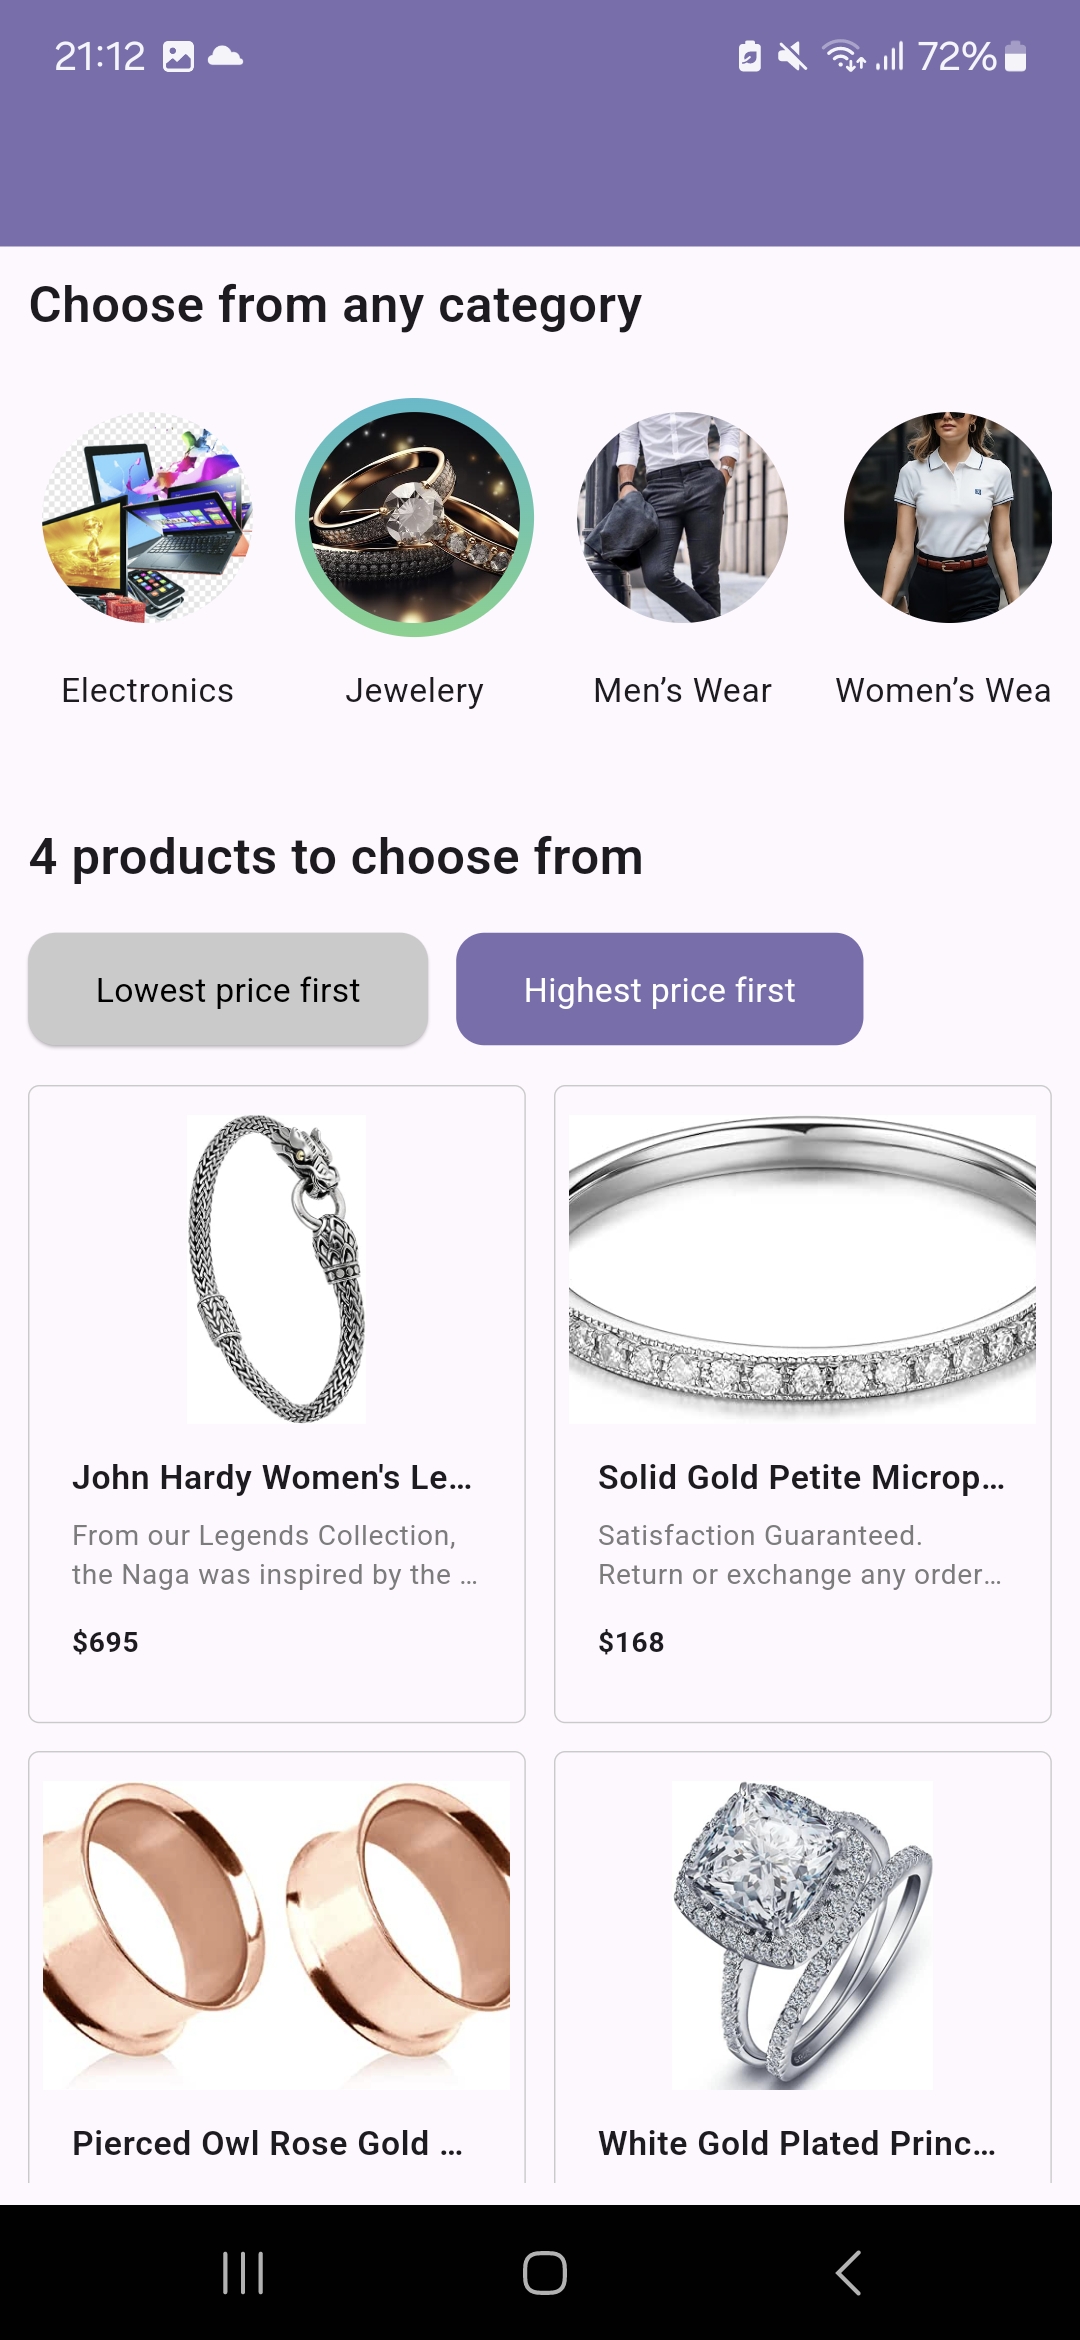 21:12
72%
Choose from any category
Electronics
Jewelery
Men’s Wear
Women’s Wea
4 products to choose from
Lowest price first
Highest price first
John Hardy Women's Le...
From our Legends Collection,
the Naga was inspired by the ...
$695
Solid Gold Petite Microp...
Satisfaction Guaranteed.
Return or exchange any order...
$168
Pierced Owl Rose Gold ...
White Gold Plated Princ...